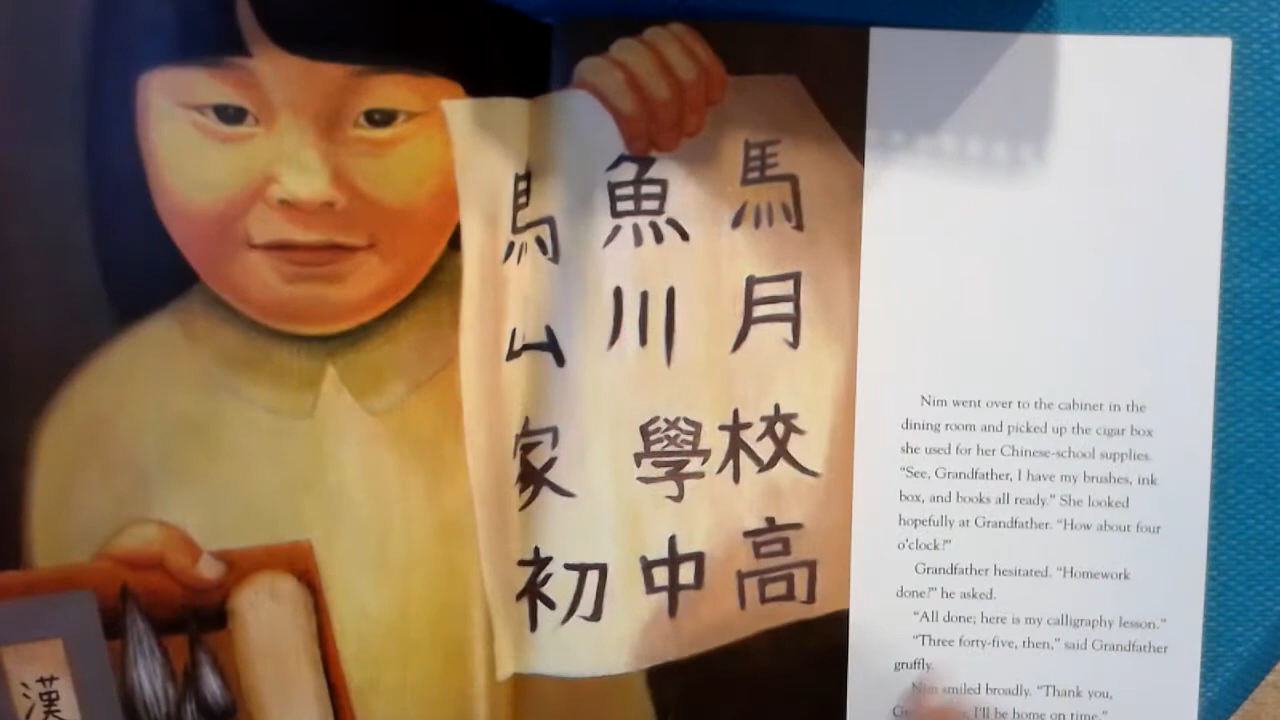 鳥 魚 馬
山 川 月
家 學 校
初 中 高
漢
Nim went over to the cabinet in the
dining room and picked up the cigar box
she used for her Chinese-school supplies.
“See, Grandfather, I have my brushes, ink
box, and books all ready.” She looked
hopefully at Grandfather. “How about four
o'clock?”
Grandfather hesitated. “Homework
done?” he asked.
“All done; here is my calligraphy lesson.”
“Three forty-five, then,” said Grandfather
gruffly.
Nim smiled broadly. “Thank you,
I'll be home on time.”